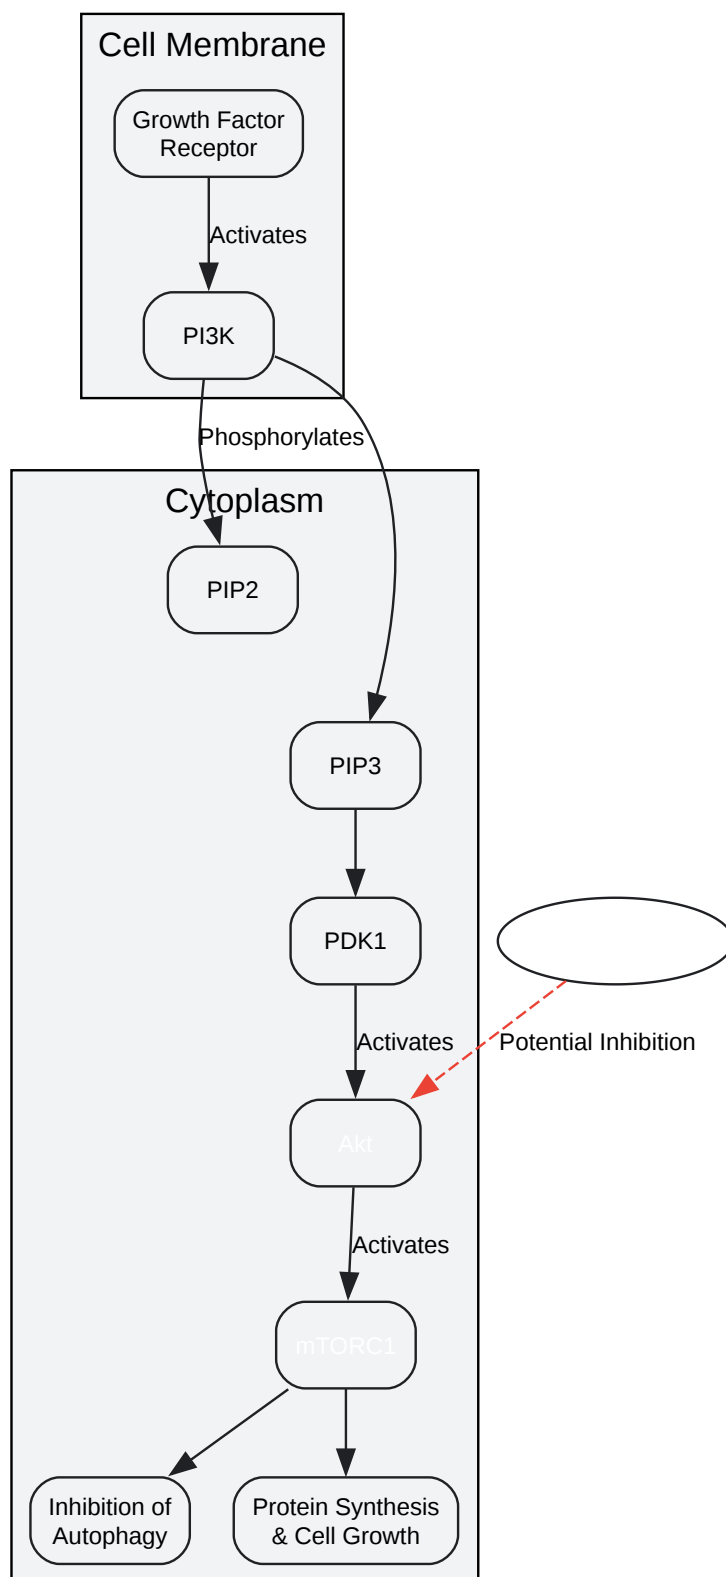 Cell Membrane
Growth Factor
Receptor
Activates
PI3K
Phosphorylates
Cytoplasm
PIP2
PIP3
PDK1
Activates
Potential Inhibition
Akt
Activates
mTORC1
Inhibition of
Autophagy
Protein Synthesis
& Cell Growth